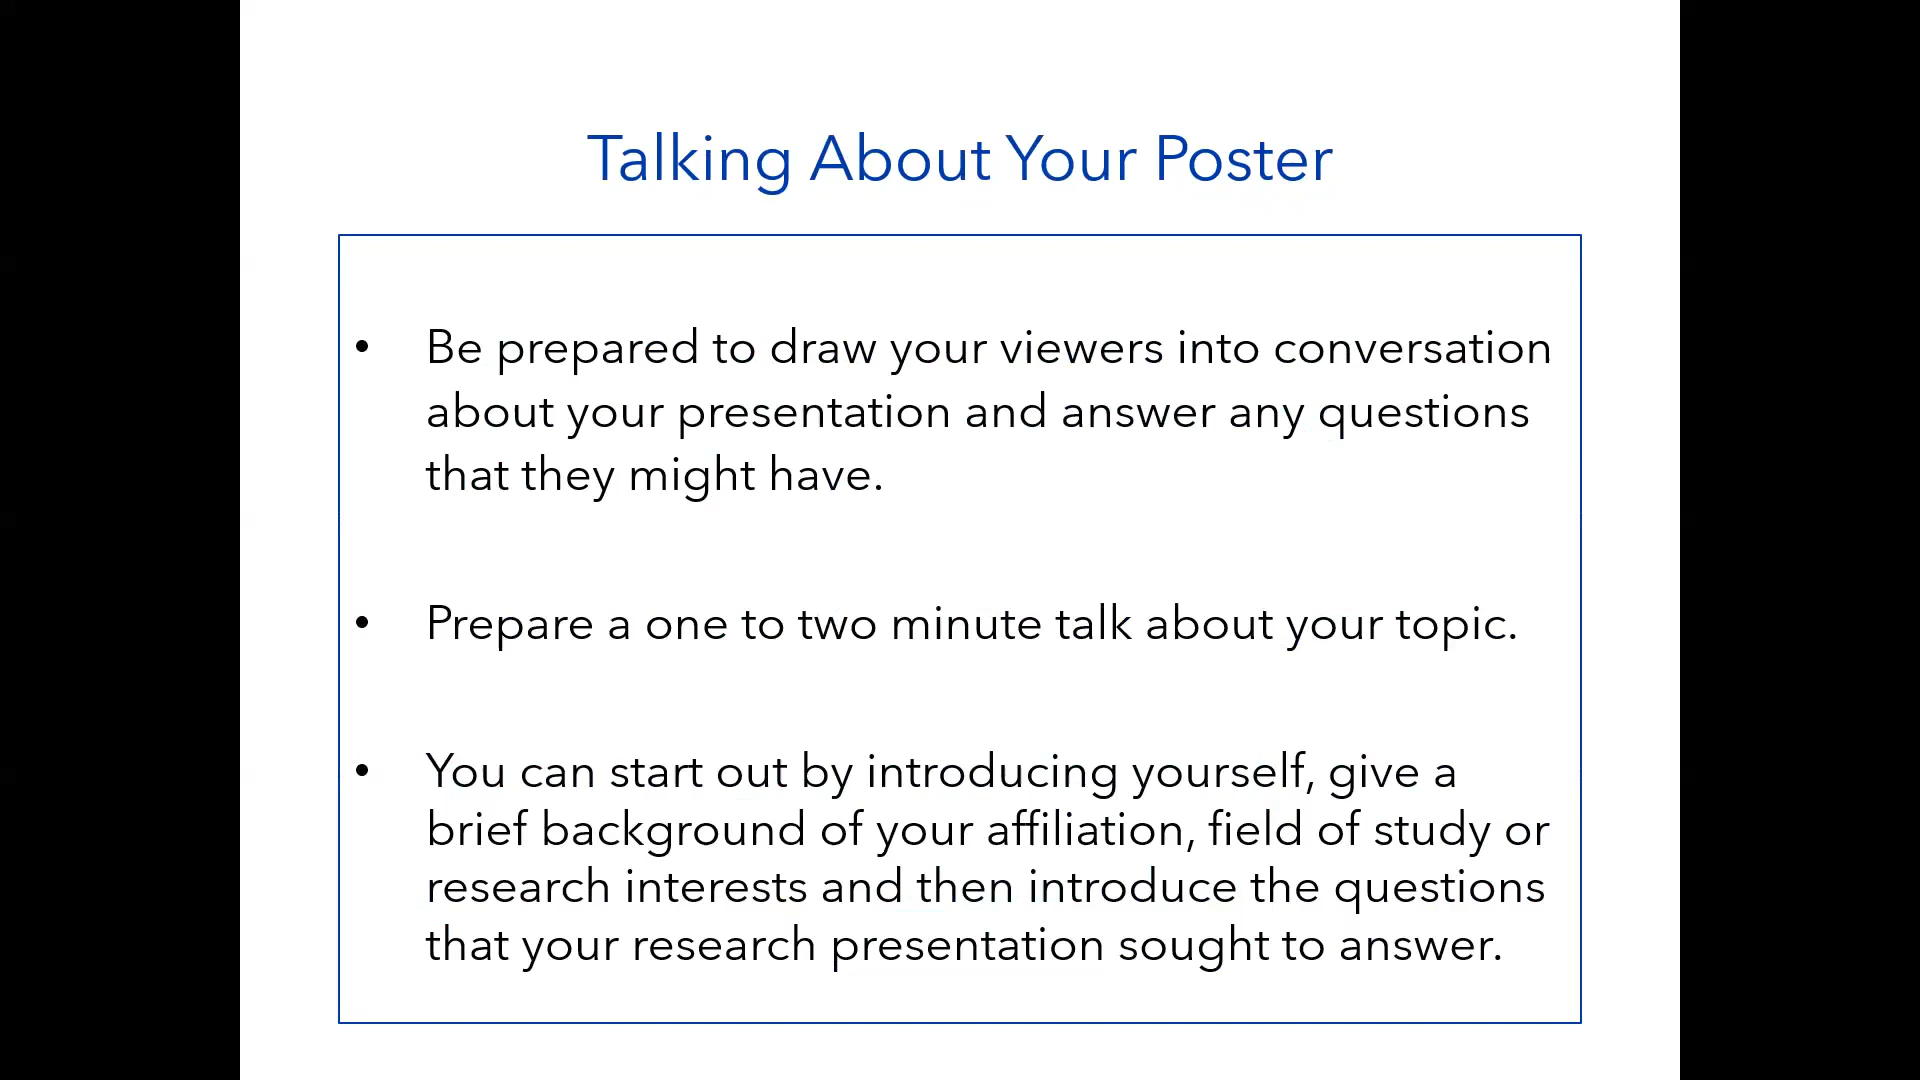 Talking About Your Poster
• Be prepared to draw your viewers into conversation
about your presentation and answer any questions
that they might have.
• Prepare a one to two minute talk about your topic.
• You can start out by introducing yourself, give a
brief background of your affiliation, field of study or
research interests and then introduce the questions
that your research presentation sought to answer.